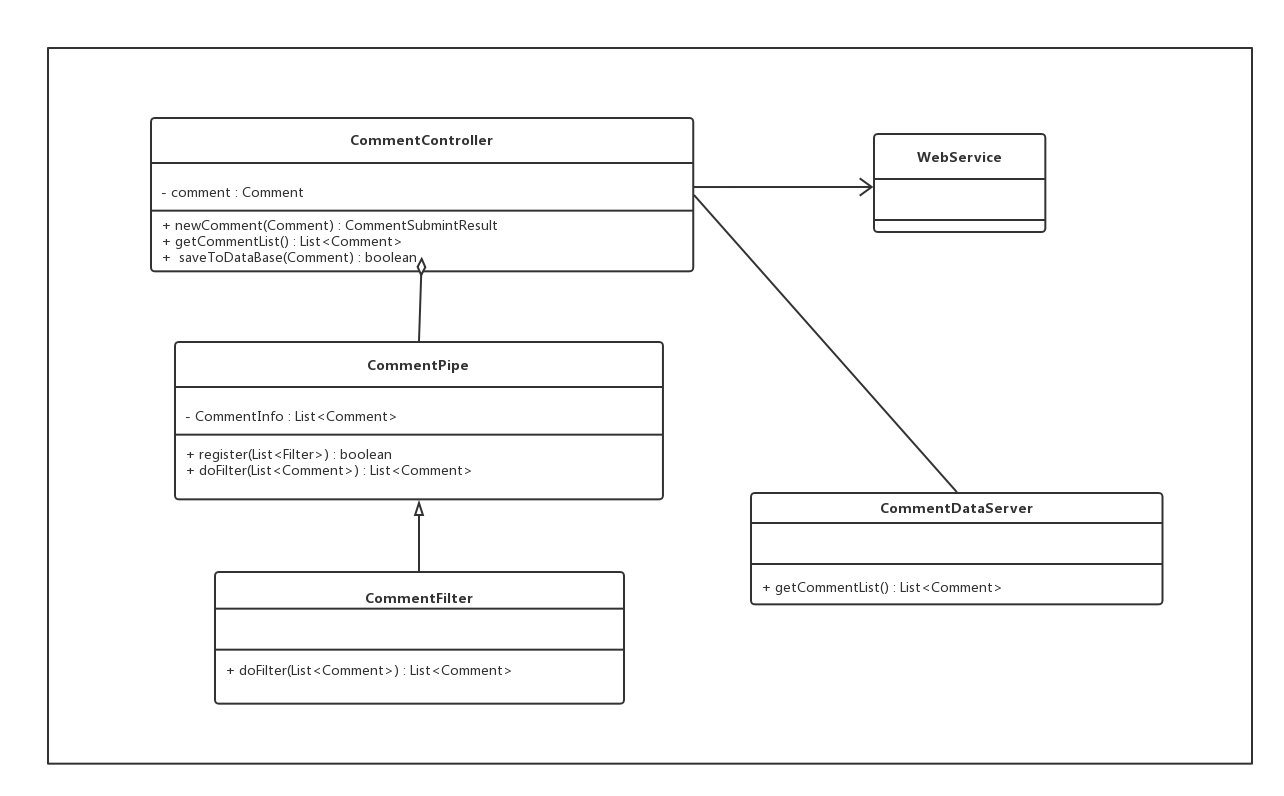 CommentController
- comment : Comment
+ newComment(Comment) : CommentSubmintResult
+ getCommentList() : List<Comment>
+ saveToDataBase(Comment) : boolean
WebService
CommentPipe
- CommentInfo : List<Comment>
+ register(List<Filter>) : boolean
+ doFilter(List<Comment>) : List<Comment>
CommentDataServer
+ getCommentList() : List<Comment>
CommentFilter
+ doFilter(List<Comment>) : List<Comment>